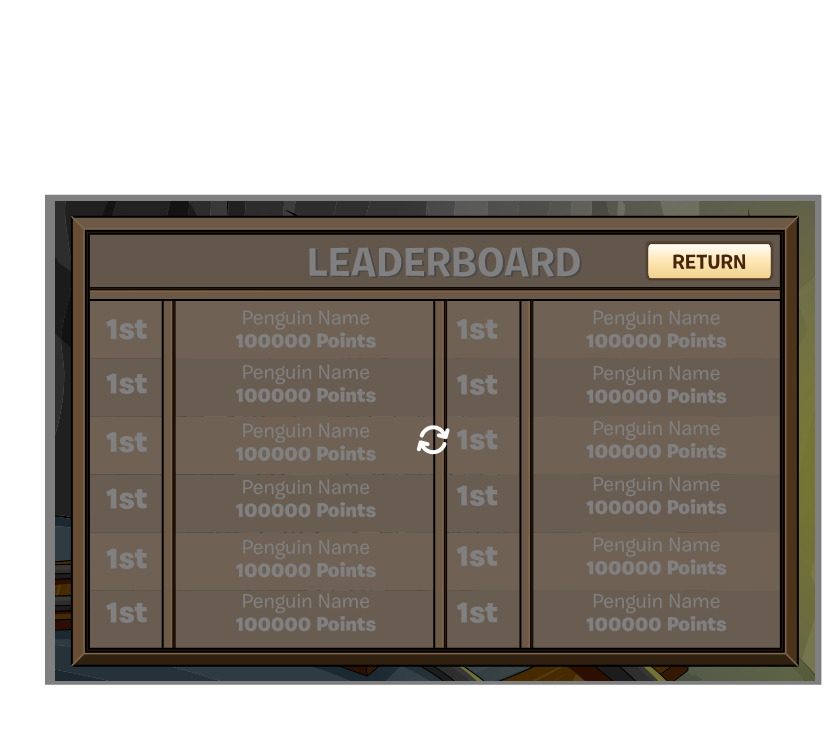 LEADERBOARD
RETURN
1st
Penguin Name
100000 Points
1st
Penguin Name
100000 Points
1st
Penguin Name
100000 Points
1st
Penguin Name
100000 Points
1st
Penguin Name
100000 Points
1st
Penguin Name
100000 Points
1st
Penguin Name
100000 Points
1st
Penguin Name
100000 Points
1st
Penguin Name
100000 Points
1st
Penguin Name
100000 Points
1st
Penguin Name
100000 Points
1st
Penguin Name
100000 Points